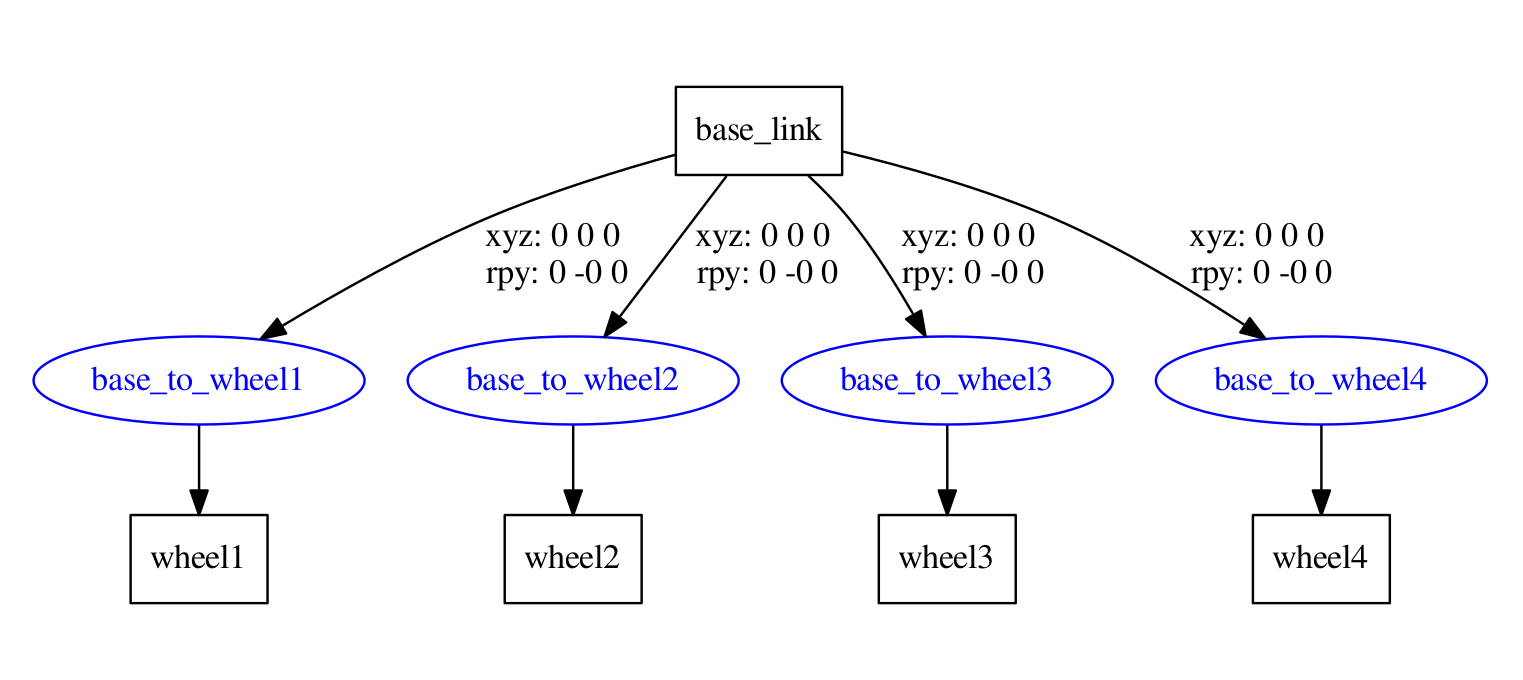 base_link
xyz: 0 0 0
rpy: 0 -0 0
xyz: 0 0 0
rpy: 0 -0 0
xyz: 0 0 0
rpy: 0 -0 0
xyz: 0 0 0
rpy: 0 -0 0
base_to_wheel1
base_to_wheel2
base_to_wheel3
base_to_wheel4
wheel1
wheel2
wheel3
wheel4